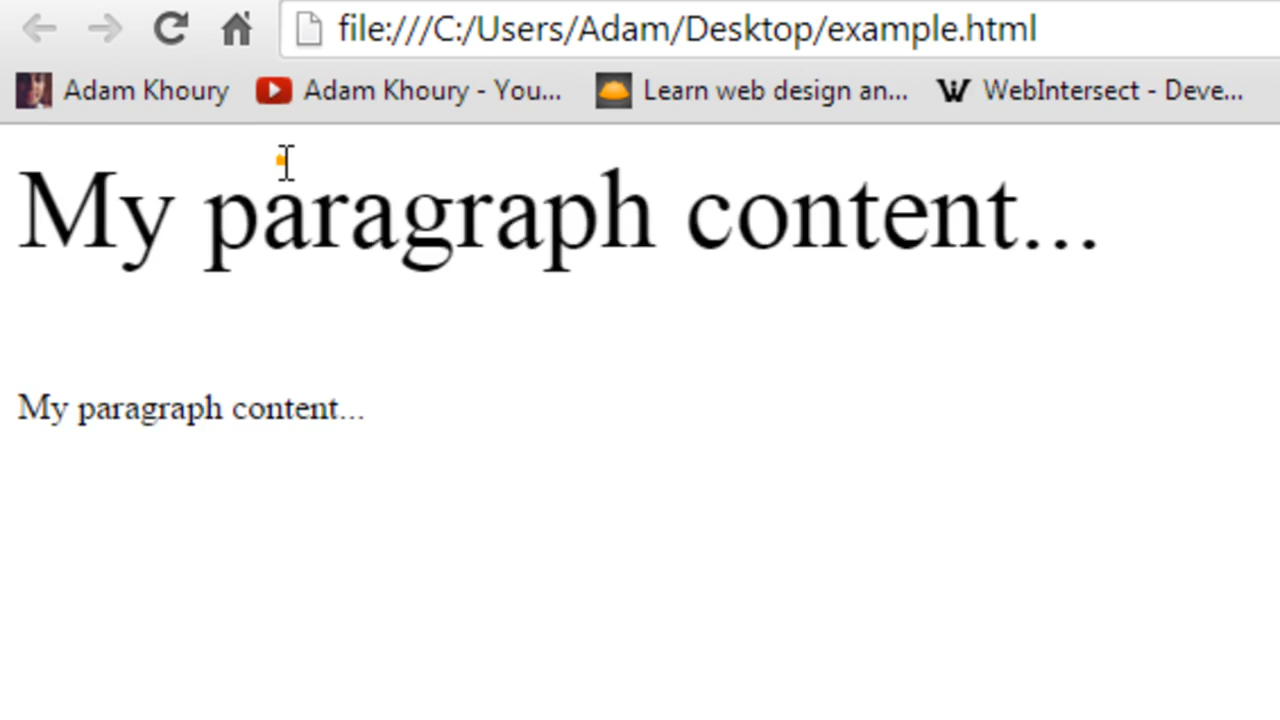 file:///C:/Users/Adam/Desktop/example.html
Adam Khoury Adam Khoury - You... Learn web design an... WebIntersect - Deve...
My paragraph content...
My paragraph content...